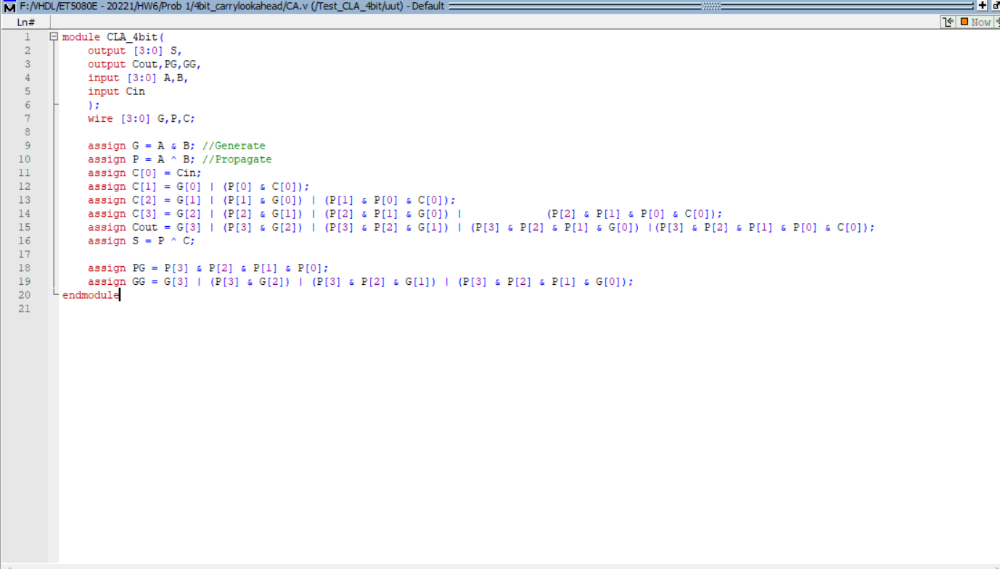 F:/VHDL/ET5080E - 20221/HW6/Prob 1/4bit_carrylookahead/CA.v (/Test_CLA_4bit/uut) - Default
Ln#
Now
1 module CLA_4bit(
2 output [3:0] S,
3 output Cout,PG,GG,
4 input [3:0] A,B,
5 input Cin
6 );
7 wire [3:0] G,P,C;
8
9 assign G = A & B; //Generate
10 assign P = A ^ B; //Propagate
11 assign C[0] = Cin;
12 assign C[1] = G[0] | (P[0] & C[0]);
13 assign C[2] = G[1] | (P[1] & G[0]) | (P[1] & P[0] & C[0]);
14 assign C[3] = G[2] | (P[2] & G[1]) | (P[2] & P[1] & G[0]) | (P[2] & P[1] & P[0] & C[0]);
15 assign Cout = G[3] | (P[3] & G[2]) | (P[3] & P[2] & G[1]) | (P[3] & P[2] & P[1] & G[0]) |(P[3] & P[2] & P[1] & P[0] & C[0]);
16 assign S = P ^ C;
17
18 assign PG = P[3] & P[2] & P[1] & P[0];
19 assign GG = G[3] | (P[3] & G[2]) | (P[3] & P[2] & G[1]) | (P[3] & P[2] & P[1] & G[0]);
20 endmodule
21